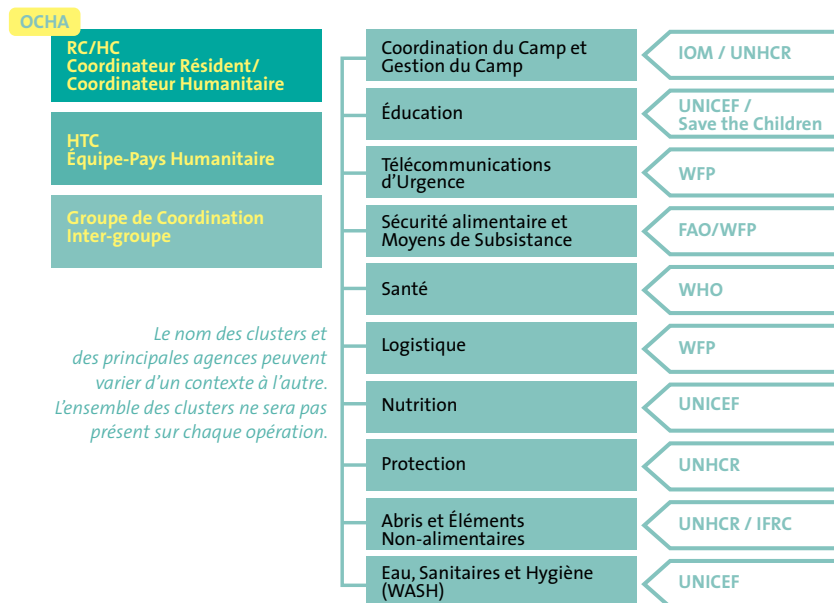 OCHA
RC/HC
Coordinateur Résident/
Coordinateur Humanitaire
HTC
Équipe-Pays Humanitaire
Groupe de Coordination
Inter-groupe
Le nom des clusters et
des principales agences peuvent
varier d'un contexte à l'autre.
L'ensemble des clusters ne sera pas
présent sur chaque opération.
Coordination du Camp et
Gestion du Camp
IOM / UNHCR
Éducation
UNICEF /
Save the Children
Télécommunications
d'Urgence
WFP
Sécurité alimentaire et
Moyens de Subsistance
FAO/WFP
Santé
WHO
Logistique
WFP
Nutrition
UNICEF
Protection
UNHCR
Abris et Éléments
Non-alimentaires
UNHCR / IFRC
Eau, Sanitaires et Hygiène
(WASH)
UNICEF